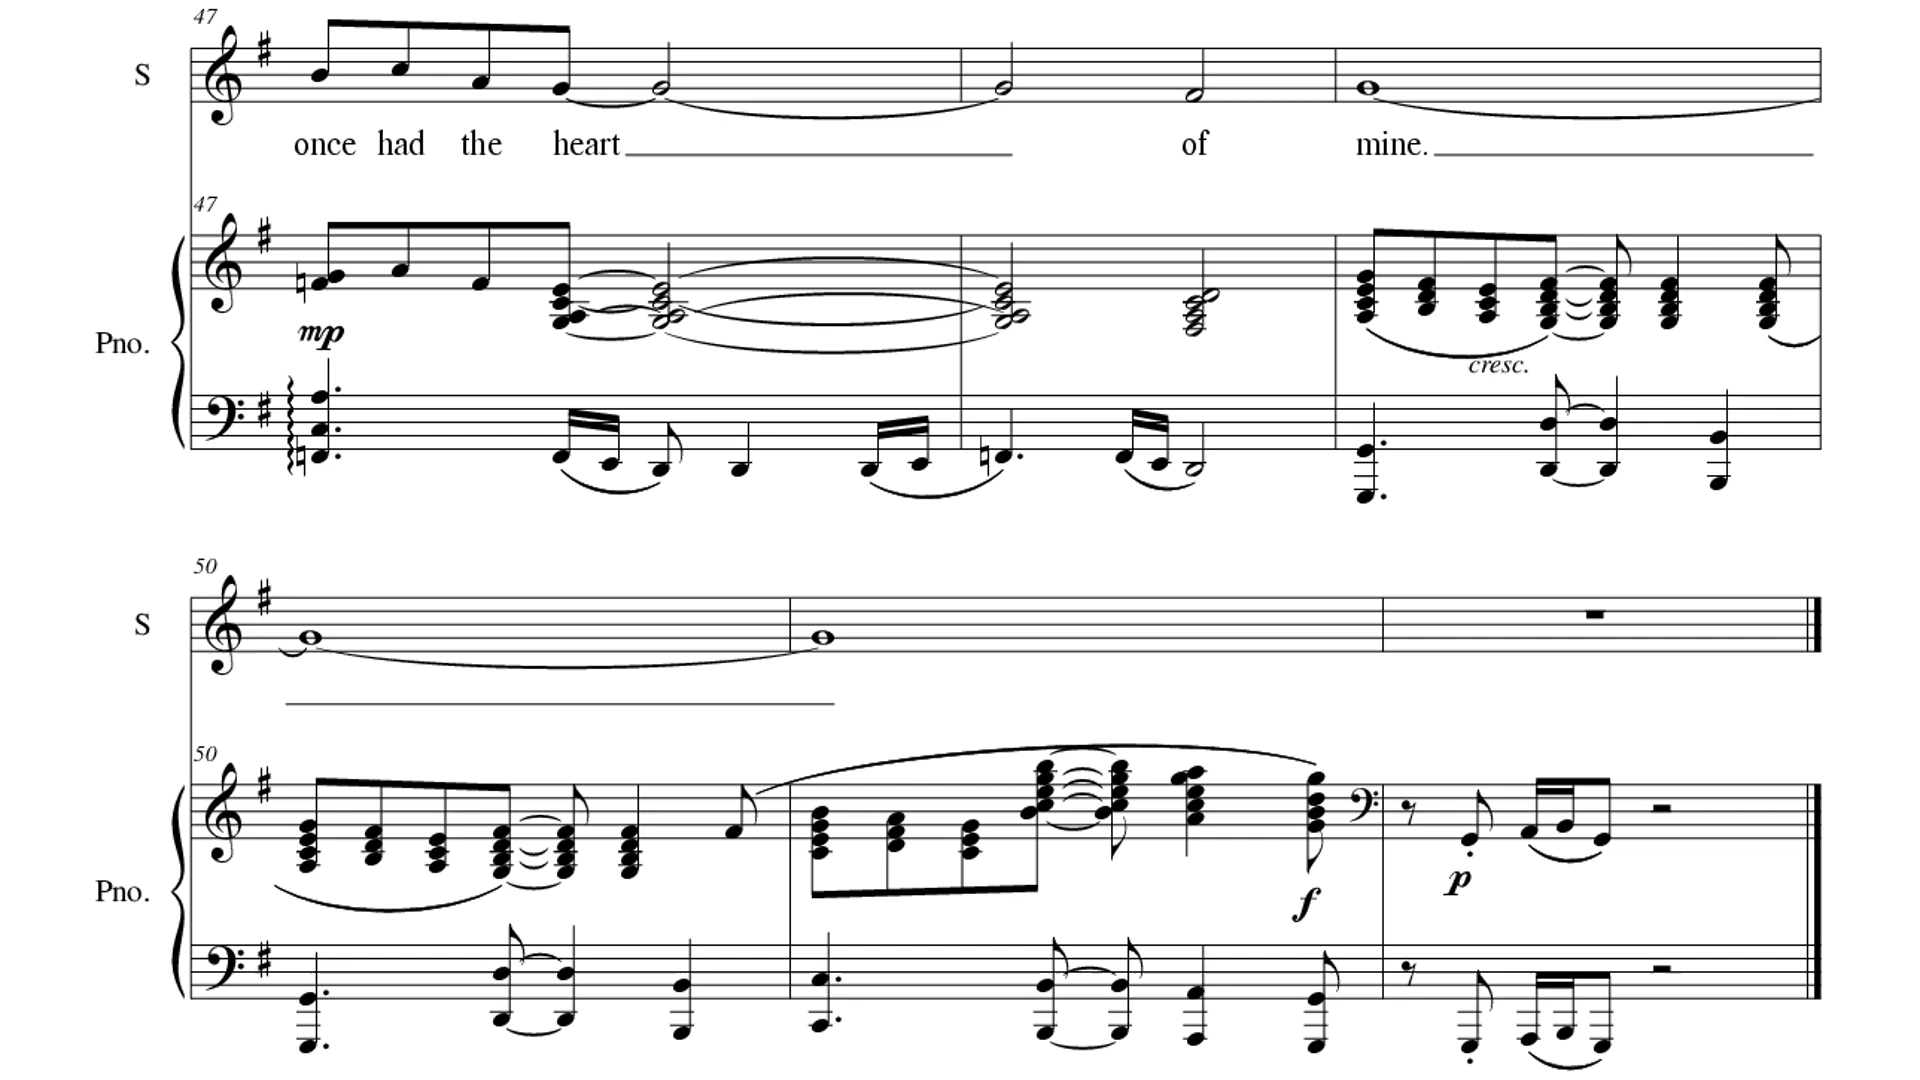 47
S
once had the heart of mine.
47
mp
Pno.
cresc.
50
S
50
Pno.
p
f